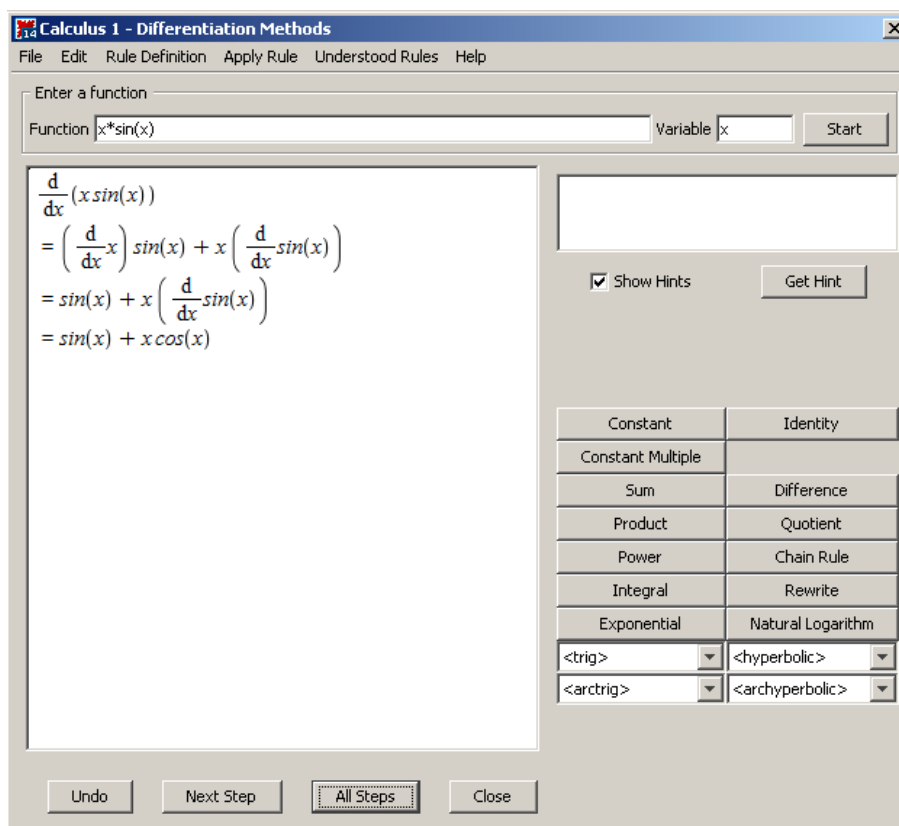 14 Calculus 1 - Differentiation Methods
File Edit Rule Definition Apply Rule Understood Rules Help
Enter a function
Function x*sin(x) Variable x Start
d/dx (x sin(x))
= (d/dx x) sin(x) + x (d/dx sin(x))
= sin(x) + x (d/dx sin(x))
= sin(x) + x cos(x)
Show Hints Get Hint
Constant Identity
Constant Multiple
Sum Difference
Product Quotient
Power Chain Rule
Integral Rewrite
Exponential Natural Logarithm
<trig> <hyperbolic>
<arctrig> <archyperbolic>
Undo Next Step All Steps Close